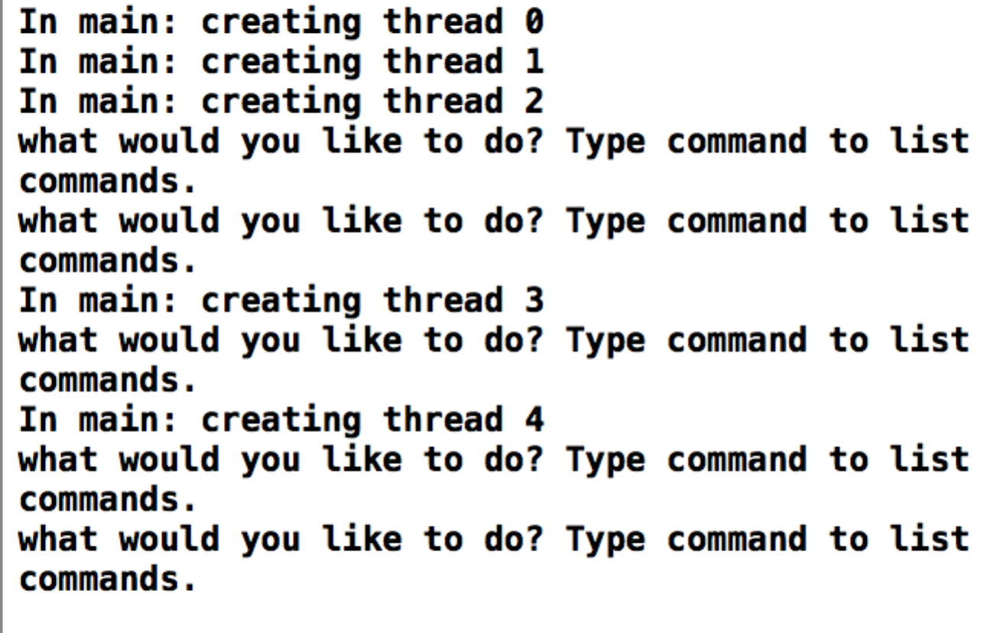 In main: creating thread 0
In main: creating thread 1
In main: creating thread 2
what would you like to do? Type command to list
commands.
what would you like to do? Type command to list
commands.
In main: creating thread 3
what would you like to do? Type command to list
commands.
In main: creating thread 4
what would you like to do? Type command to list
commands.
what would you like to do? Type command to list
commands.